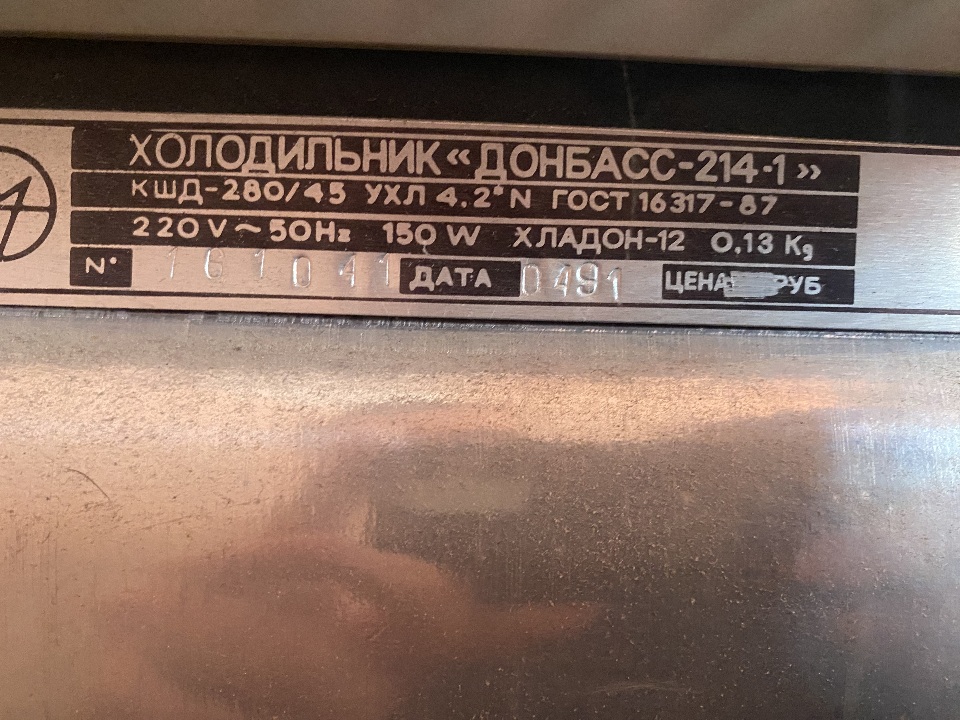 ХОЛОДИЛЬНИК «ДОНБАСС-214-1»
КШД-280/45 УХЛ 4.2* N ГОСТ 16317-87
220V~50Hz 150W ХЛАДОН-12 0,13 Kg
N° 161041 ДАТА 0491 ЦЕНА РУБ